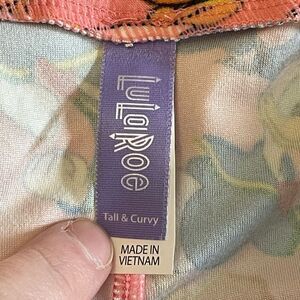 LuLaRoe
Tall & Curvy
MADE IN
VIETNAM